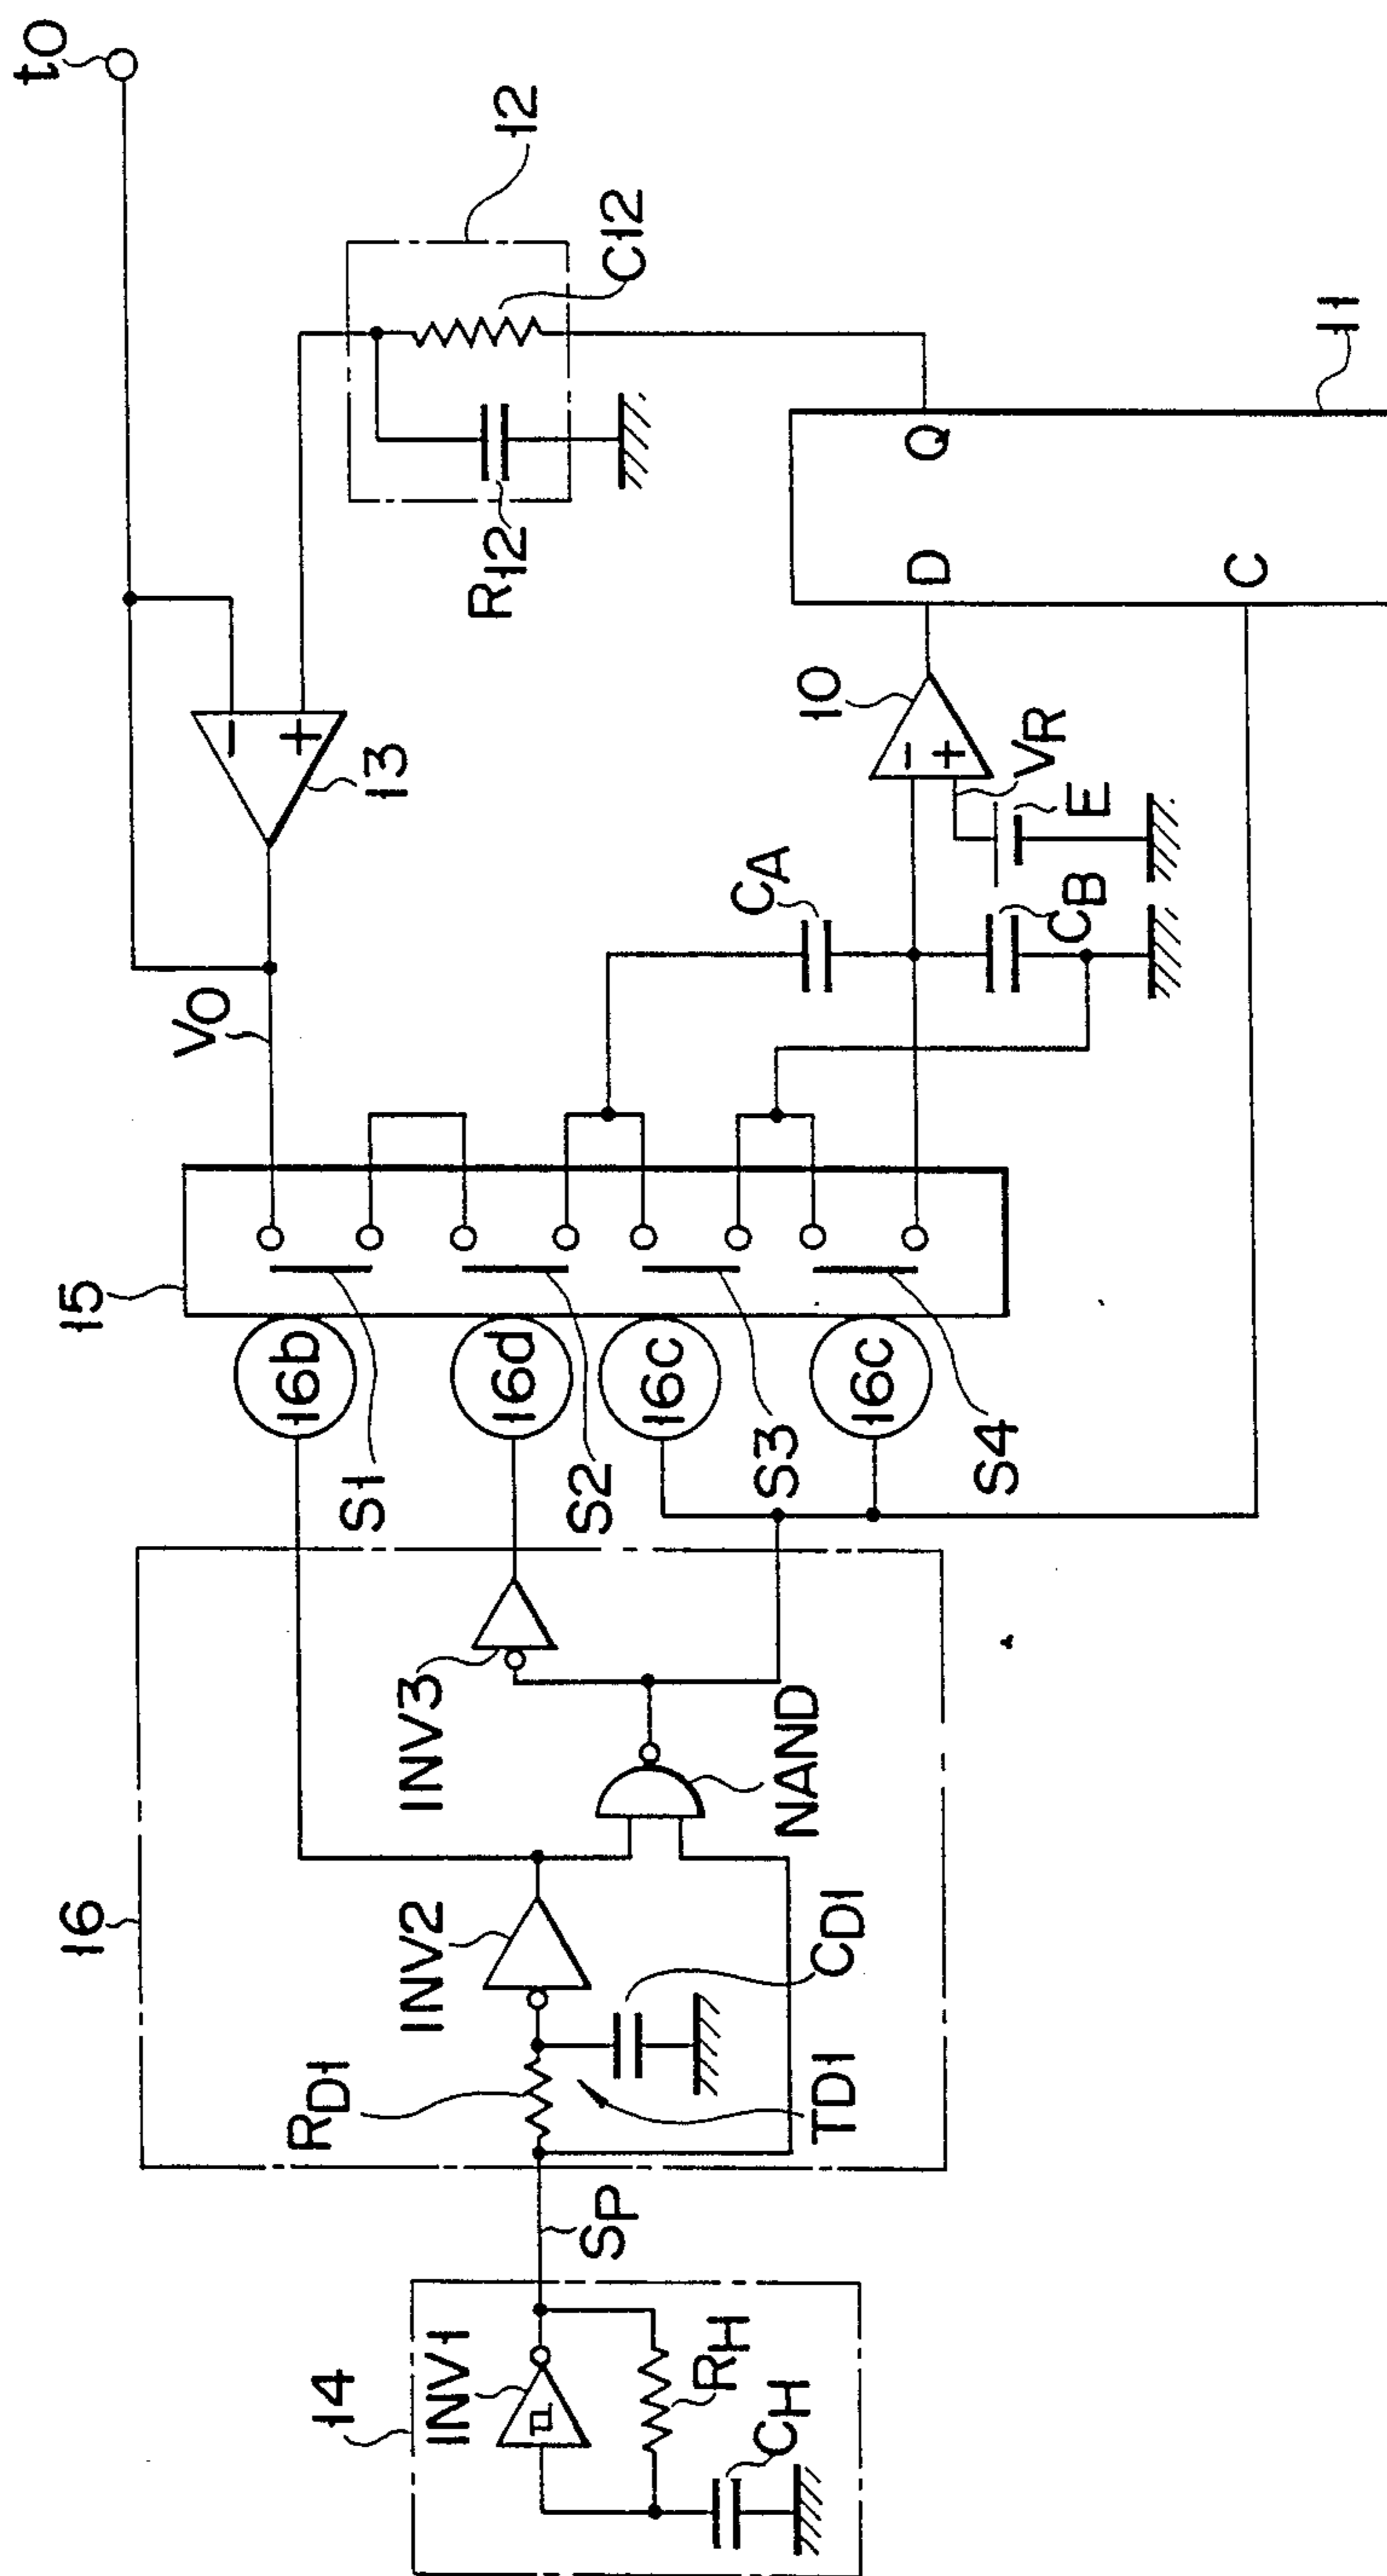 t0
12
C12
R12
13
V0
11
Q
D
C
10
- +
VR
E
CA
CB
15
16b
16d
16c
16c
S1
S2
S3
S4
16
INV3
NAND
INV2
RD1
CD1
TD1
SP
14
INV1
RH
CH